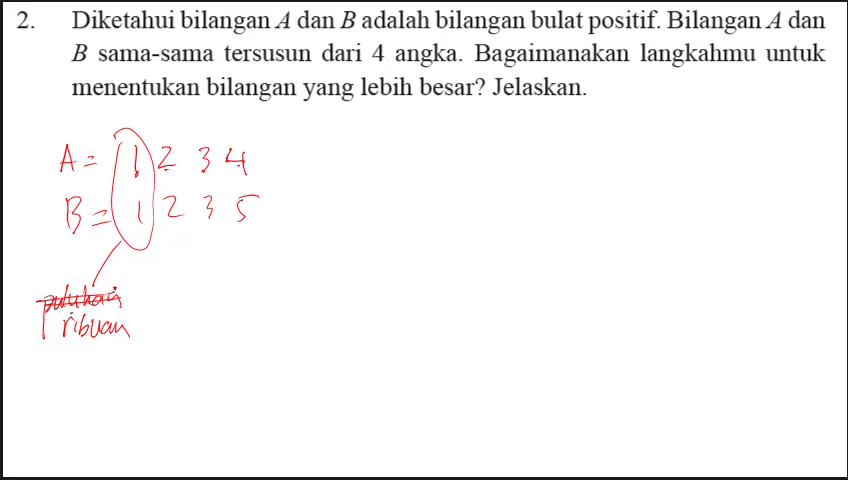 2. Diketahui bilangan A dan B adalah bilangan bulat positif. Bilangan A dan
B sama-sama tersusun dari 4 angka. Bagaimanakan langkahmu untuk
menentukan bilangan yang lebih besar? Jelaskan.
A = 1 2 3 4
B = 1 2 3 5
puluhan
ribuan